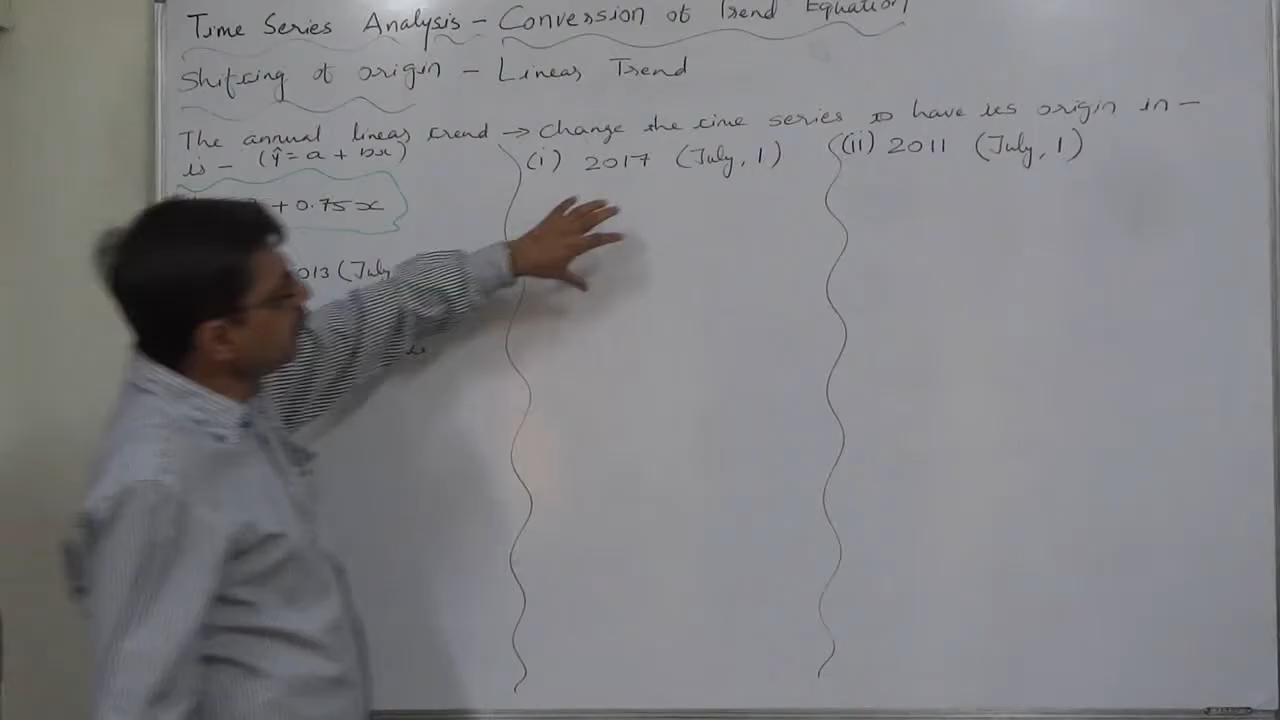 Time Series Analysis - Conversion of Trend Equation
Shifting of origin - Linear Trend
The annual linear trend → Change the time series to have its origin in -
is - (ŷ = a + bx)
(i) 2017 (July, 1)
(ii) 2011 (July, 1)
+ 0.75x
013 (July